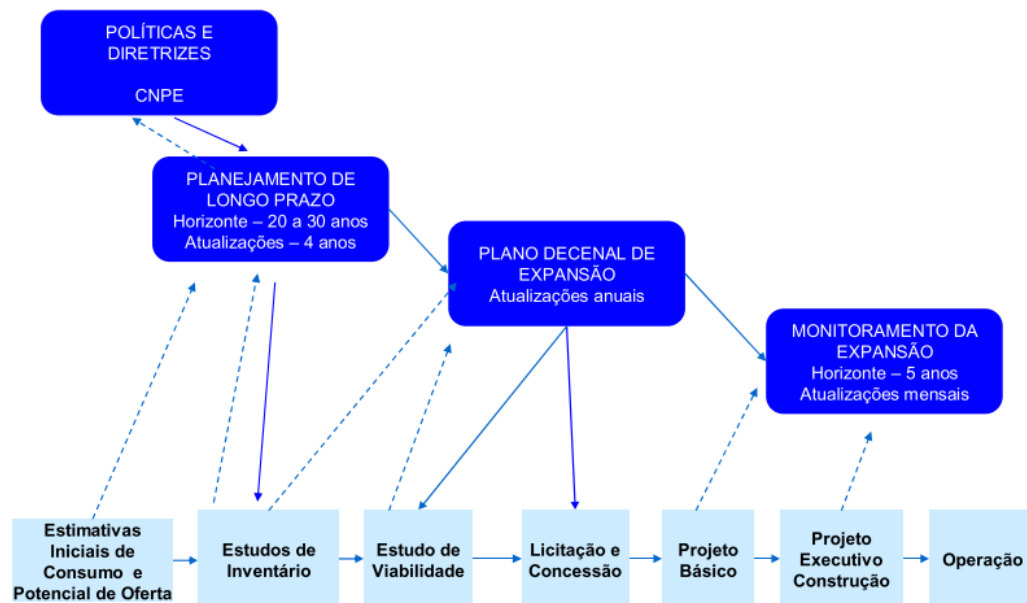 POLÍTICAS E
DIRETRIZES
CNPE
PLANEJAMENTO DE
LONGO PRAZO
Horizonte – 20 a 30 anos
Atualizações – 4 anos
PLANO DECENAL DE
EXPANSÃO
Atualizações anuais
MONITORAMENTO DA
EXPANSÃO
Horizonte – 5 anos
Atualizações mensais
Estimativas
Iniciais de
Consumo e
Potencial de Oferta
Estudos de
Inventário
Estudo de
Viabilidade
Licitação e
Concessão
Projeto
Básico
Projeto
Executivo
Construção
Operação